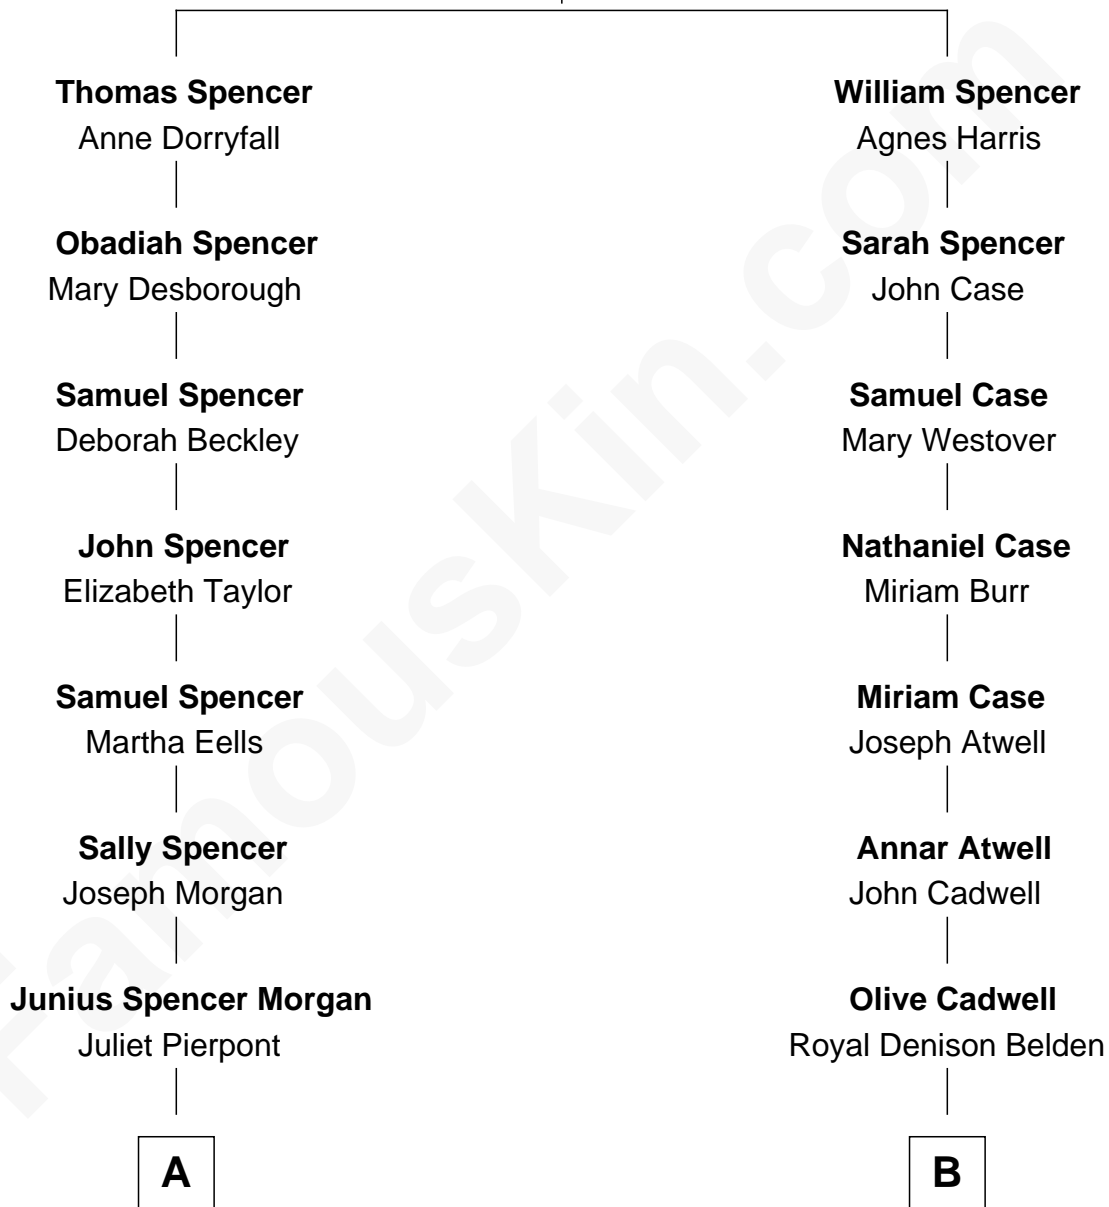 Thomas Spencer
Anne Dorryfall
Obadiah Spencer
Mary Desborough
Samuel Spencer
Deborah Beckley
John Spencer
Elizabeth Taylor
Samuel Spencer
Martha Eells
Sally Spencer
Joseph Morgan
Junius Spencer Morgan
Juliet Pierpont
A
William Spencer
Agnes Harris
Sarah Spencer
John Case
Samuel Case
Mary Westover
Nathaniel Case
Miriam Burr
Miriam Case
Joseph Atwell
Annar Atwell
John Cadwell
Olive Cadwell
Royal Denison Belden
B
FamousKin.com